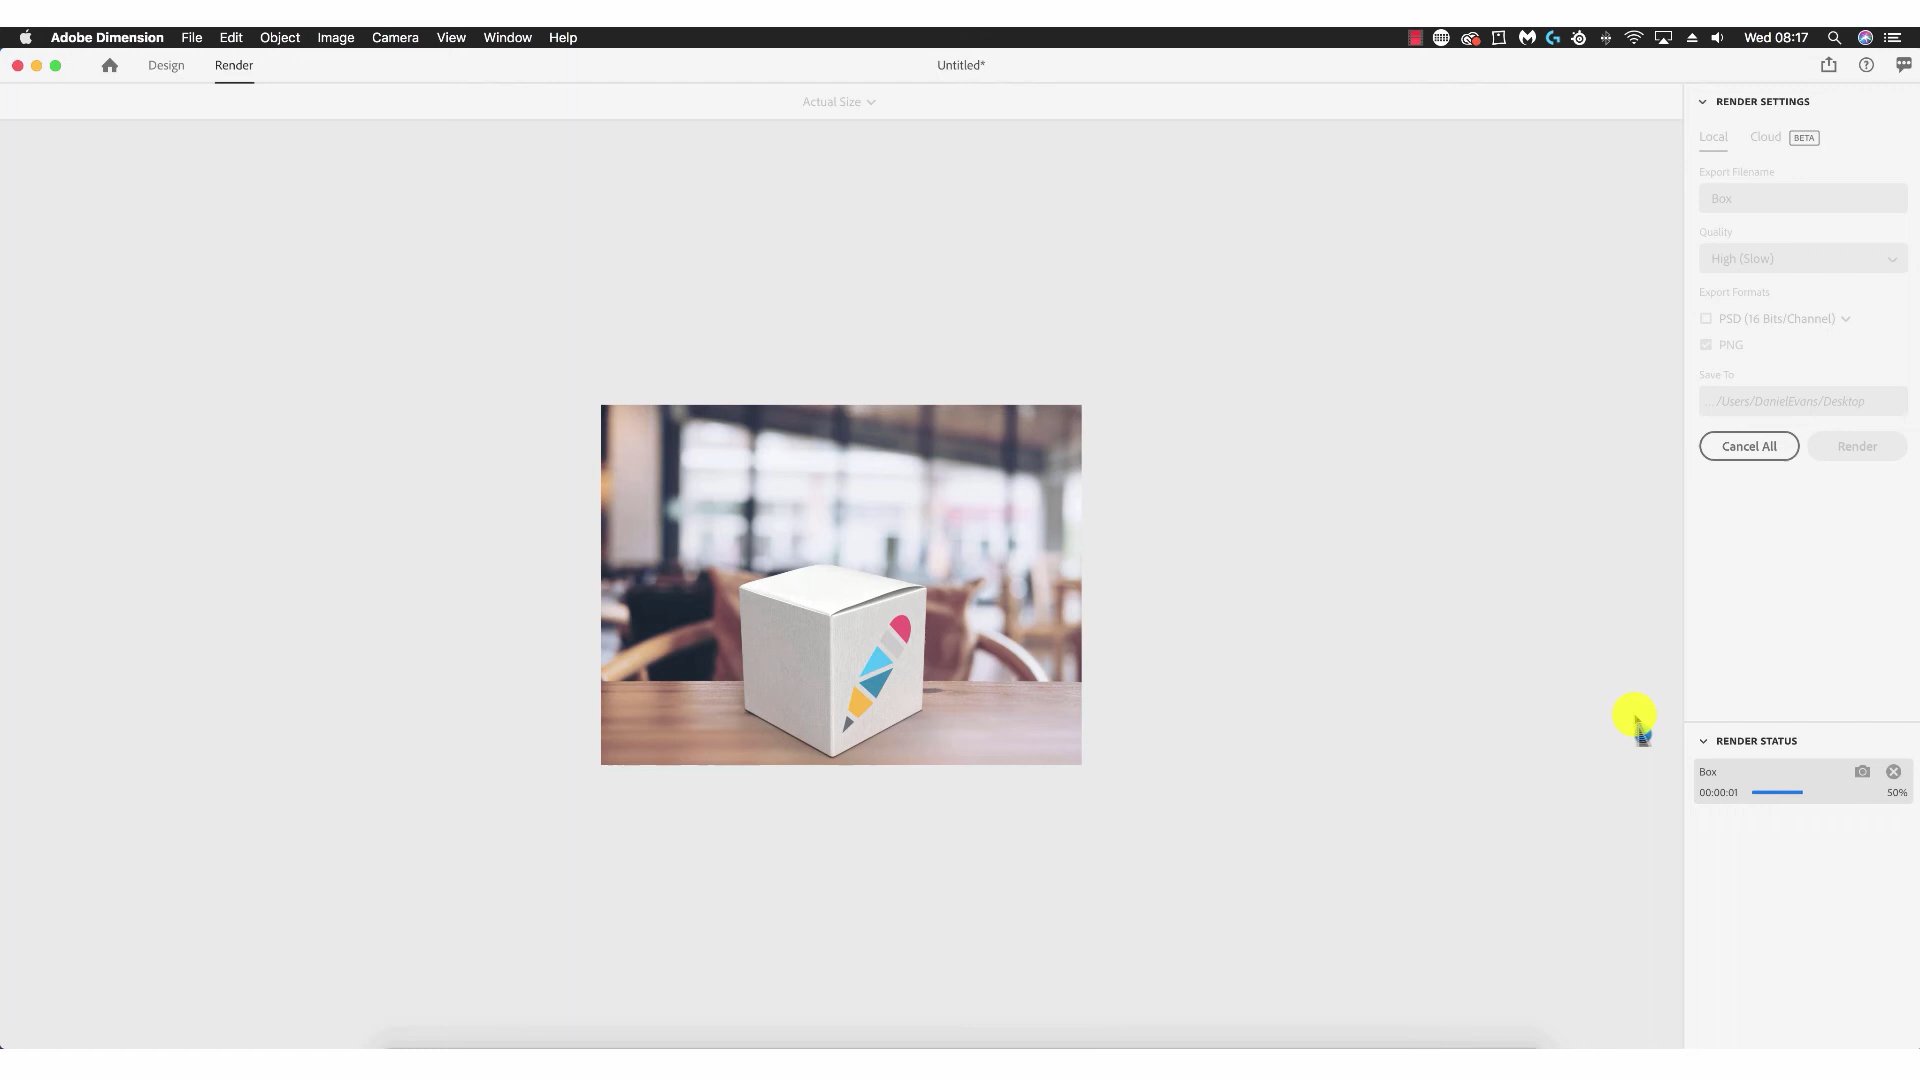 Adobe Dimension File Edit Object Image Camera View Window Help Wed 08:17
Design Render Untitled*
Actual Size
RENDER SETTINGS
Local Cloud BETA
Export Filename
Box
Quality
High (Slow)
Export Formats
PSD (16 Bits/Channel)
PNG
Save To
.../Users/DanielEvans/Desktop
Cancel All Render
RENDER STATUS
Box
00:00:01 50%